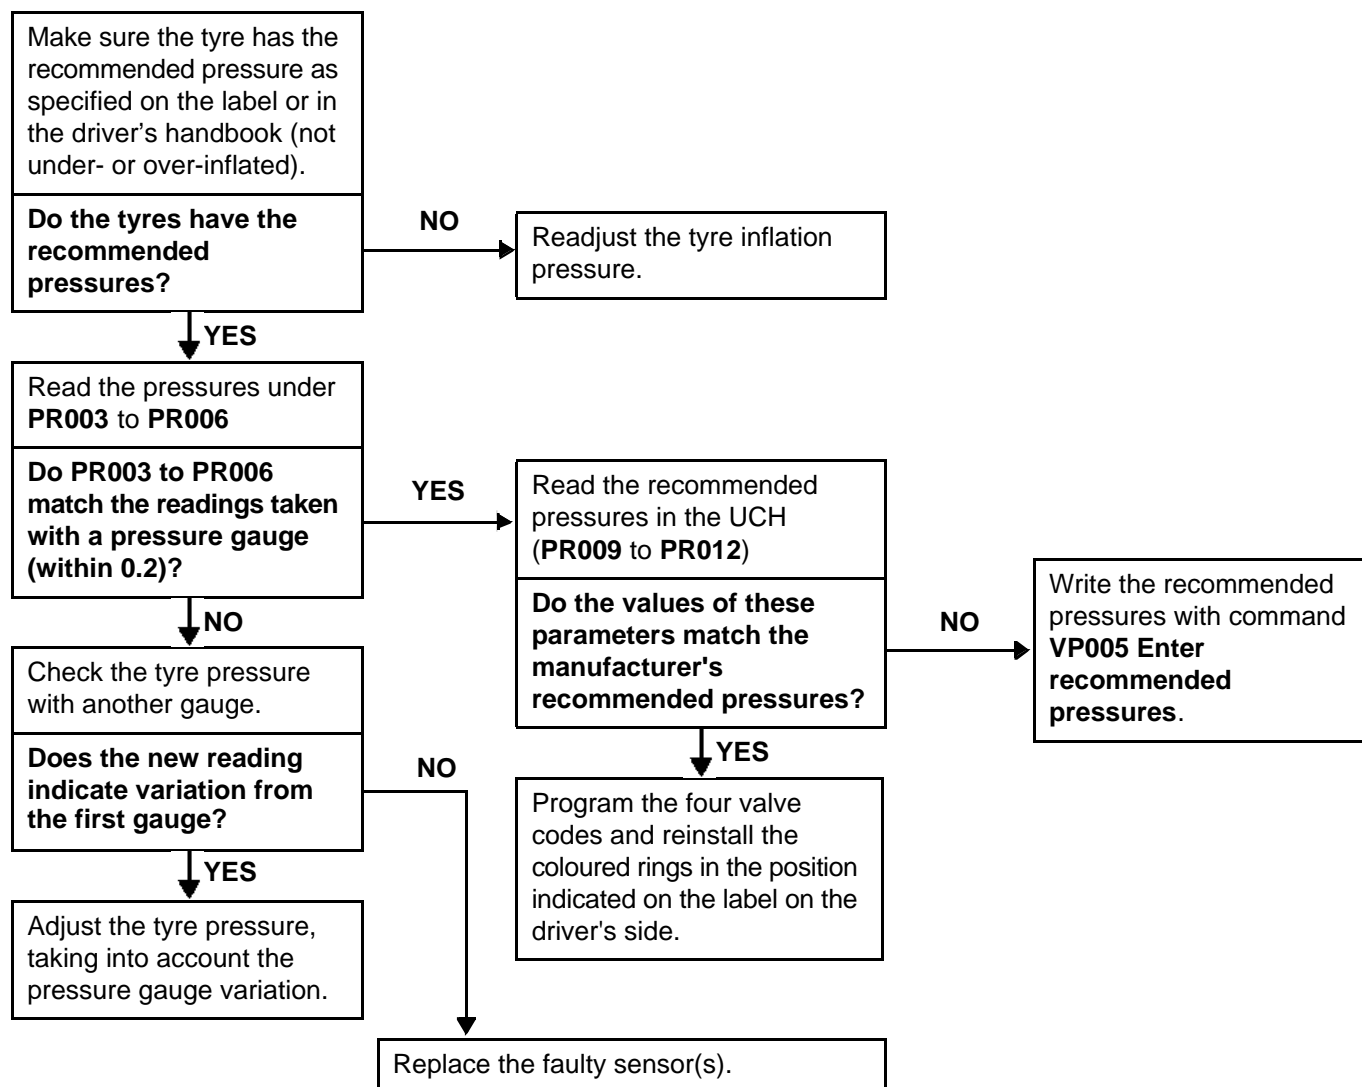 Make sure the tyre has the
recommended pressure as
specified on the label or in
the driver's handbook (not
under- or over-inflated).
Do the tyres have the
recommended
pressures?
NO
Readjust the tyre inflation
pressure.
YES
Read the pressures under
PR003 to PR006
Do PR003 to PR006
match the readings taken
with a pressure gauge
(within 0.2)?
YES
Read the recommended
pressures in the UCH
(PR009 to PR012)
Do the values of these
parameters match the
manufacturer's
recommended pressures?
NO
Write the recommended
pressures with command
VP005 Enter
recommended
pressures.
NO
Check the tyre pressure
with another gauge.
Does the new reading
indicate variation from
the first gauge?
NO
YES
Program the four valve
codes and reinstall the
coloured rings in the position
indicated on the label on the
driver's side.
YES
Adjust the tyre pressure,
taking into account the
pressure gauge variation.
Replace the faulty sensor(s).